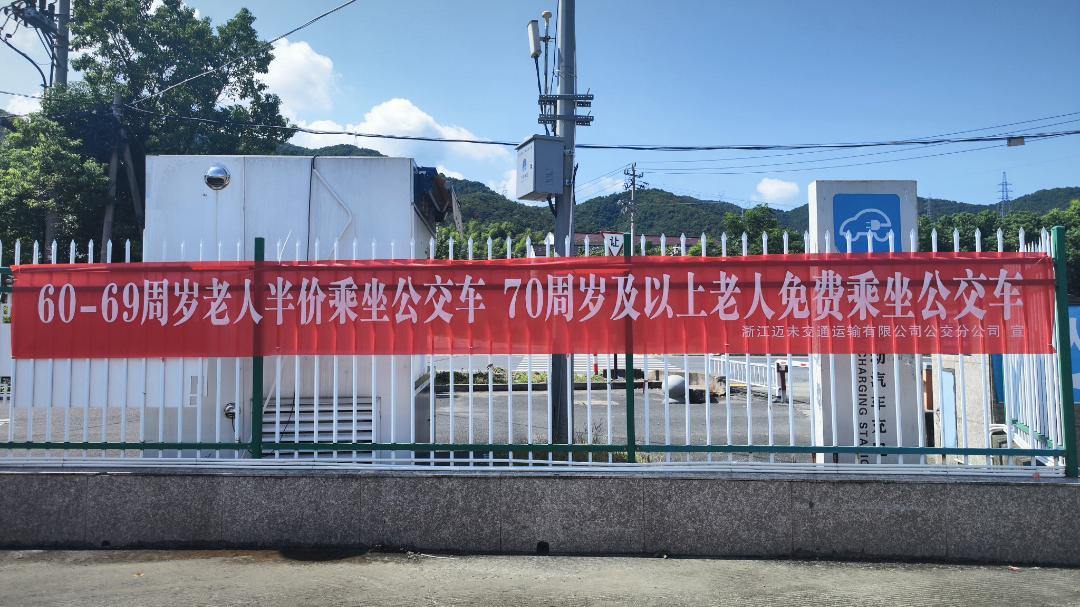 60-69周岁老人半价乘坐公交车 70周岁及以上老人免费乘坐公交车
浙江迈未交通运输有限公司公交分公司 宣
让
CHARGING STATIO